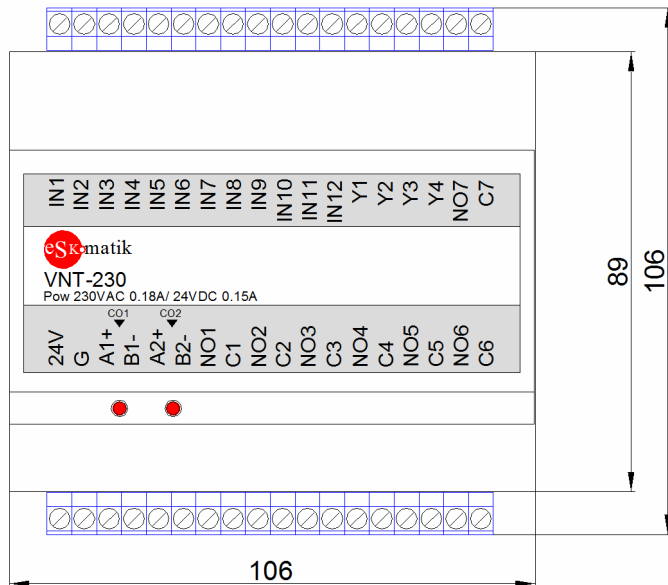 IN1 IN2 IN3 IN4 IN5 IN6 IN7 IN8 IN9 IN10 IN11 IN12 Y1 Y2 Y3 Y4 NO7 C7
eSK•matik
VNT-230
Pow 230VAC 0.18A/ 24VDC 0.15A
CO1 CO2
24V G A1+ B1- A2+ B2- NO1 C1 NO2 C2 NO3 C3 NO4 C4 NO5 C5 NO6 C6
89
106
106